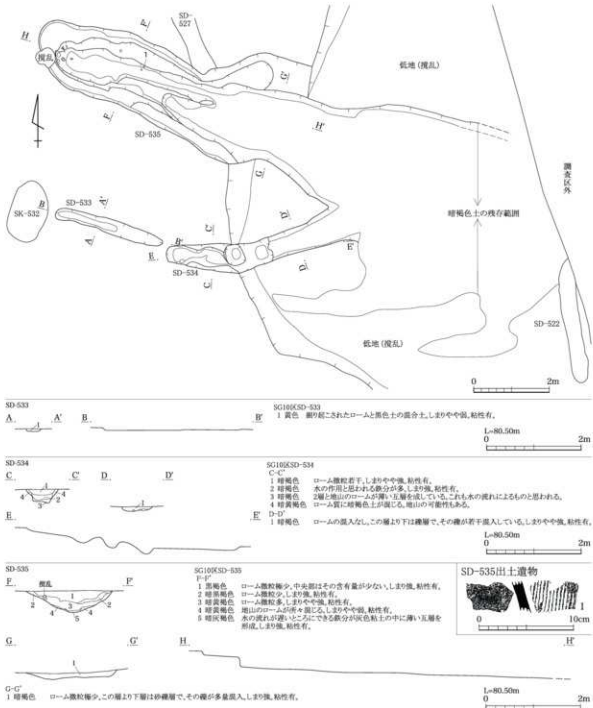 H
F
SD-527
撹乱
G'
低地(撹乱)
F'
H'
SD-535
調査区外
G
SK-532
B
SD-533
A'
A
暗褐色土の残存範囲
C'
D'
B'
E
SD-534
E'
D
C
SD-522
低地(撹乱)
0 2m
SD-533
A A' B B'
1
SG10区SD-533
1 黄色 掘り起こされたロームと黒色土の混合土。しまりやや弱、粘性有。
L=80.50m
0 2m
SD-534
C C' D D'
E E'
SG10区SD-534
C-C'
1 暗褐色 ローム微粒若干、しまりやや強、粘性有。
2 暗褐色 水の作用と思われる鉄分が多、しまり強、粘性有。
3 暗褐色 2層と地山のロームが薄い互層を成している。これも水の流れによるものと思われる。
4 暗黄褐色 ローム質に暗褐色土が混じる。地山の可能性もある。
D-D'
1 暗褐色 ロームの混入なし。この層より下は礫層で、その礫が若干混入している。しまりやや強、粘性有。
L=80.50m
0 2m
SD-535
F F'
撹乱
SG10区SD-535
F-F'
1 黒褐色 ローム微粒極少。中央部はその含有量が少ない。しまり強、粘性有。
2 暗黒褐色 ローム微粒少。しまり強、粘性有。
3 暗黄褐色 ローム微粒多。しまりやや強、粘性有。
4 暗黄褐色 地山のロームが所々混じる。しまりやや弱、粘性有。
5 暗灰褐色 水の流れが遅いところにできる鉄分が灰色粘土の中に薄い互層を
形成。しまり強、粘性有。
SD-535出土遺物
1
0 10cm
G G' H H'
1
G-G'
1 暗褐色 ローム微粒極少。この層より下層は砂礫層で、その礫が多量混入。しまり強、粘性有。
L=80.50m
0 2m